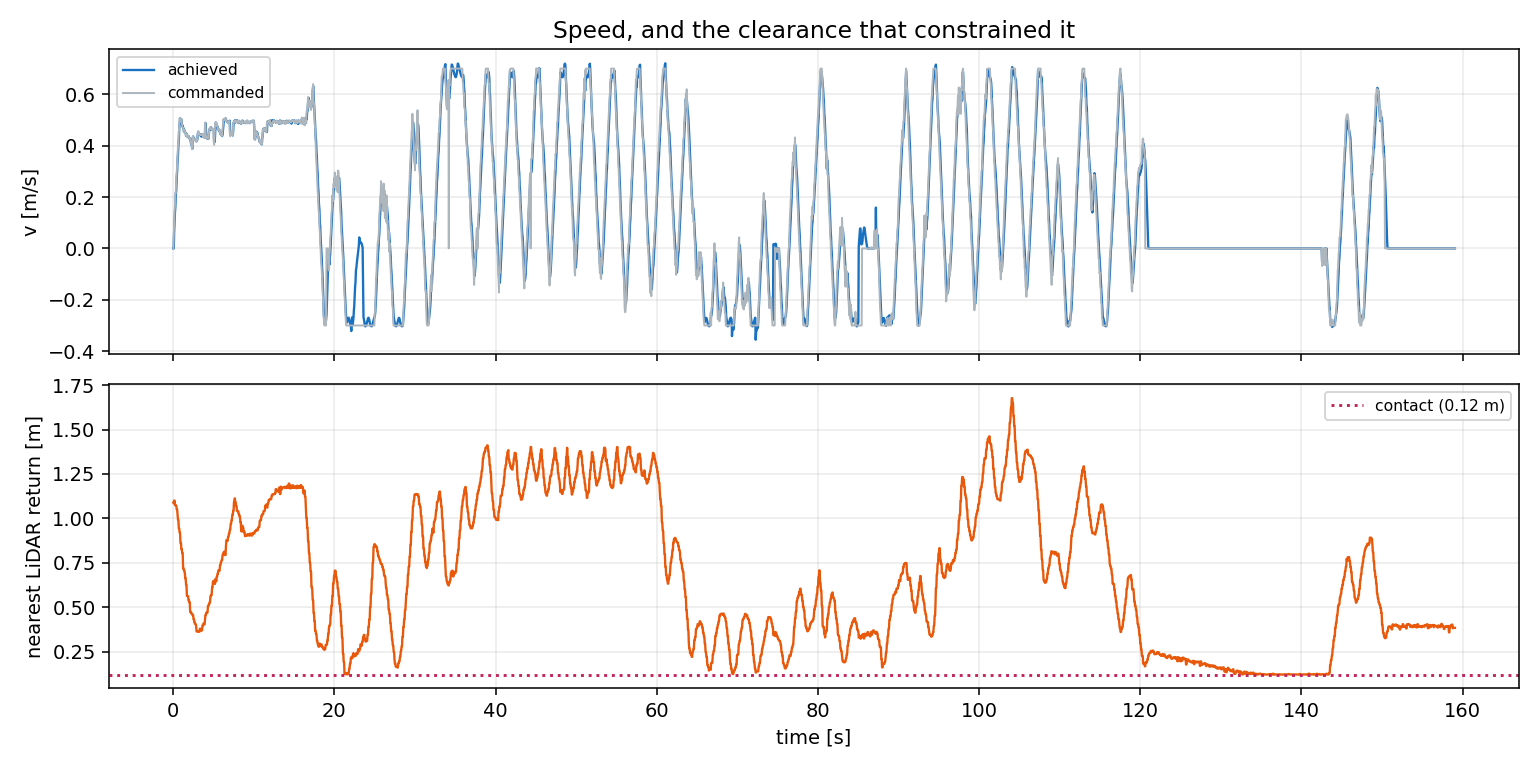 Speed, and the clearance that constrained it
achieved
commanded
v [m/s]
0.6
0.4
0.2
0.0
−0.2
−0.4
nearest LiDAR return [m]
1.75
1.50
1.25
1.00
0.75
0.50
0.25
contact (0.12 m)
0 20 40 60 80 100 120 140 160
time [s]